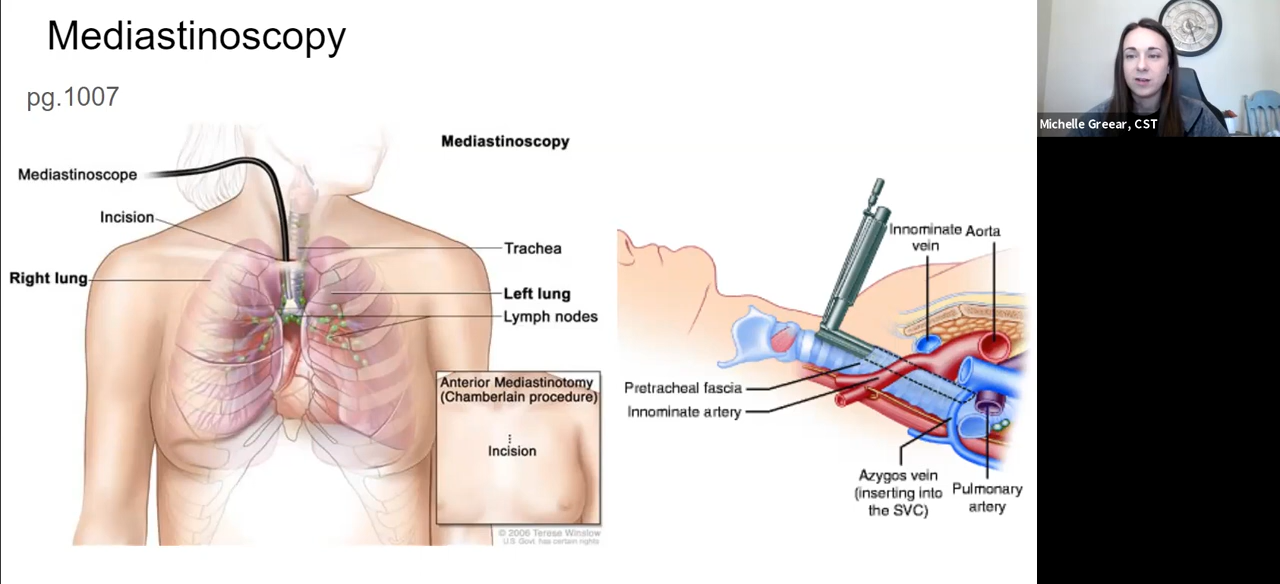 Mediastinoscopy
pg.1007
Mediastinoscopy
Mediastinoscope
Incision
Right lung
Trachea
Left lung
Lymph nodes
Anterior Mediastinotomy
(Chamberlain procedure)
Incision
© 2006 Terese Winslow
U.S. Govt. has certain rights
Innominate
vein
Aorta
Pretracheal fascia
Innominate artery
Azygos vein
(inserting into
the SVC)
Pulmonary
artery
Michelle Greear, CST